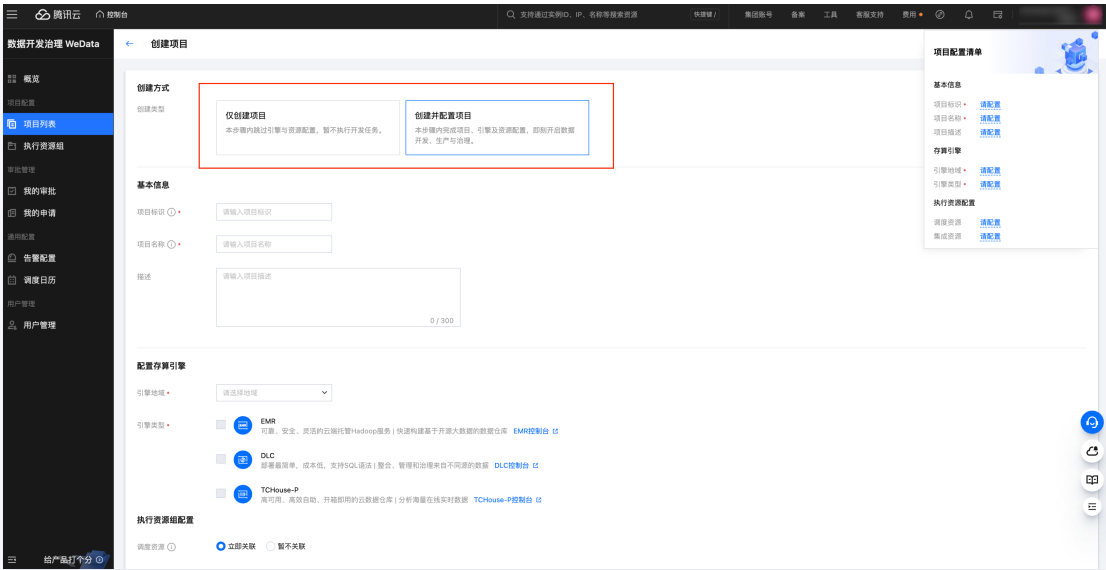 腾讯云
控制台
支持通过实例ID、IP、名称等搜索资源
快捷键 /
集团账号
备案
工具
客服支持
费用
数据开发治理 WeData
概览
项目配置
项目列表
执行资源组
审批管理
我的审批
我的申请
通用配置
告警配置
调度日历
用户管理
用户管理
给产品打个分
← 创建项目
创建方式
创建类型
仅创建项目
本步骤内跳过引擎与资源配置，暂不执行开发任务。
创建并配置项目
本步骤内完成项目、引擎及资源配置，即刻开启数据
开发、生产与治理。
基本信息
项目标识
请输入项目标识
项目名称
请输入项目名称
描述
请输入项目描述
0 / 300
配置存算引擎
引擎地域
请选择地域
引擎类型
EMR
可靠、安全、灵活的云端托管Hadoop服务 | 快速构建基于开源大数据的数据仓库 EMR控制台
DLC
部署最简单，成本低，支持SQL语法 | 整合、管理和治理来自不同源的数据 DLC控制台
TCHouse-P
高可用、高效自助、开箱即用的云数据仓库 | 分析海量在线实时数据 TCHouse-P控制台
执行资源组配置
调度资源
立即关联
暂不关联
项目配置清单
基本信息
项目标识 请配置
项目名称 请配置
项目描述 请配置
存算引擎
引擎地域 请配置
引擎类型 请配置
执行资源配置
调度资源 请配置
集成资源 请配置